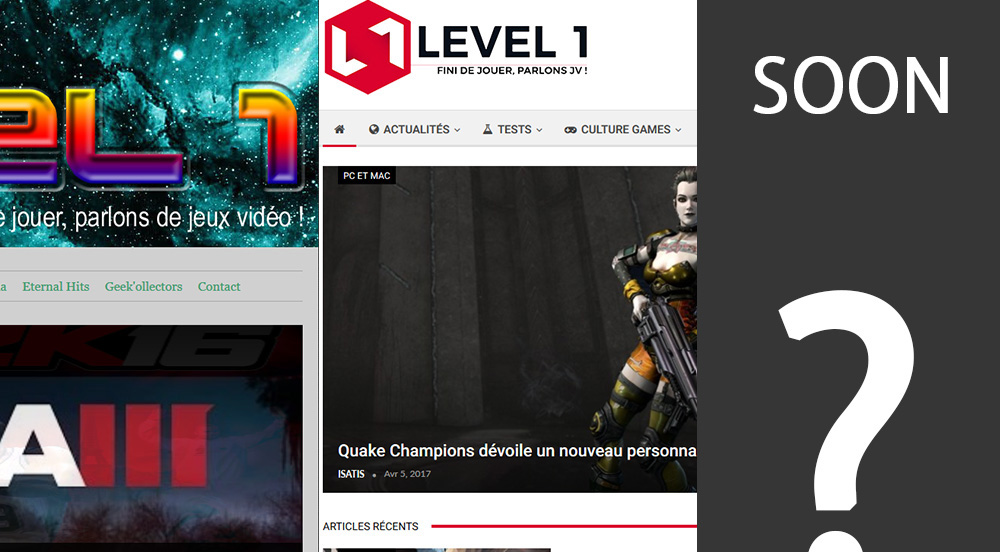 el 1
e jouer, parlons de jeux vidéo !
a Eternal Hits Geek'ollectors Contact
2K16
A III
L1 LEVEL 1
FINI DE JOUER, PARLONS JV !
ACTUALITÉS TESTS CULTURE GAMES
PC ET MAC
Quake Champions dévoile un nouveau personna
ISATIS • Avr 5, 2017
ARTICLES RÉCENTS
SOON
?